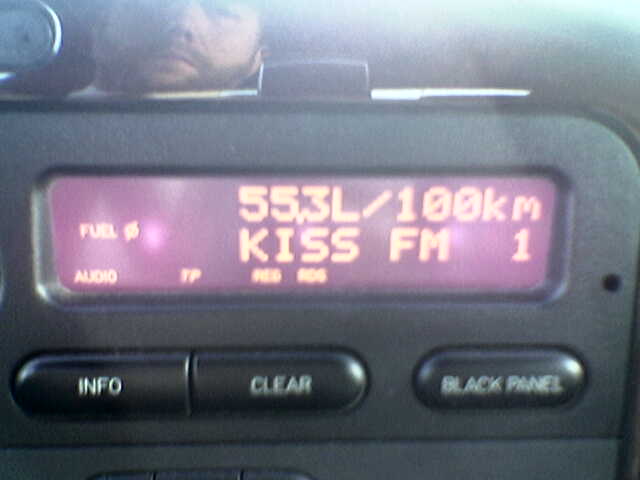 55.3L/100km
FUEL Ø
KISS FM 1
AUDIO TP REG RDS
INFO CLEAR BLACK PANEL